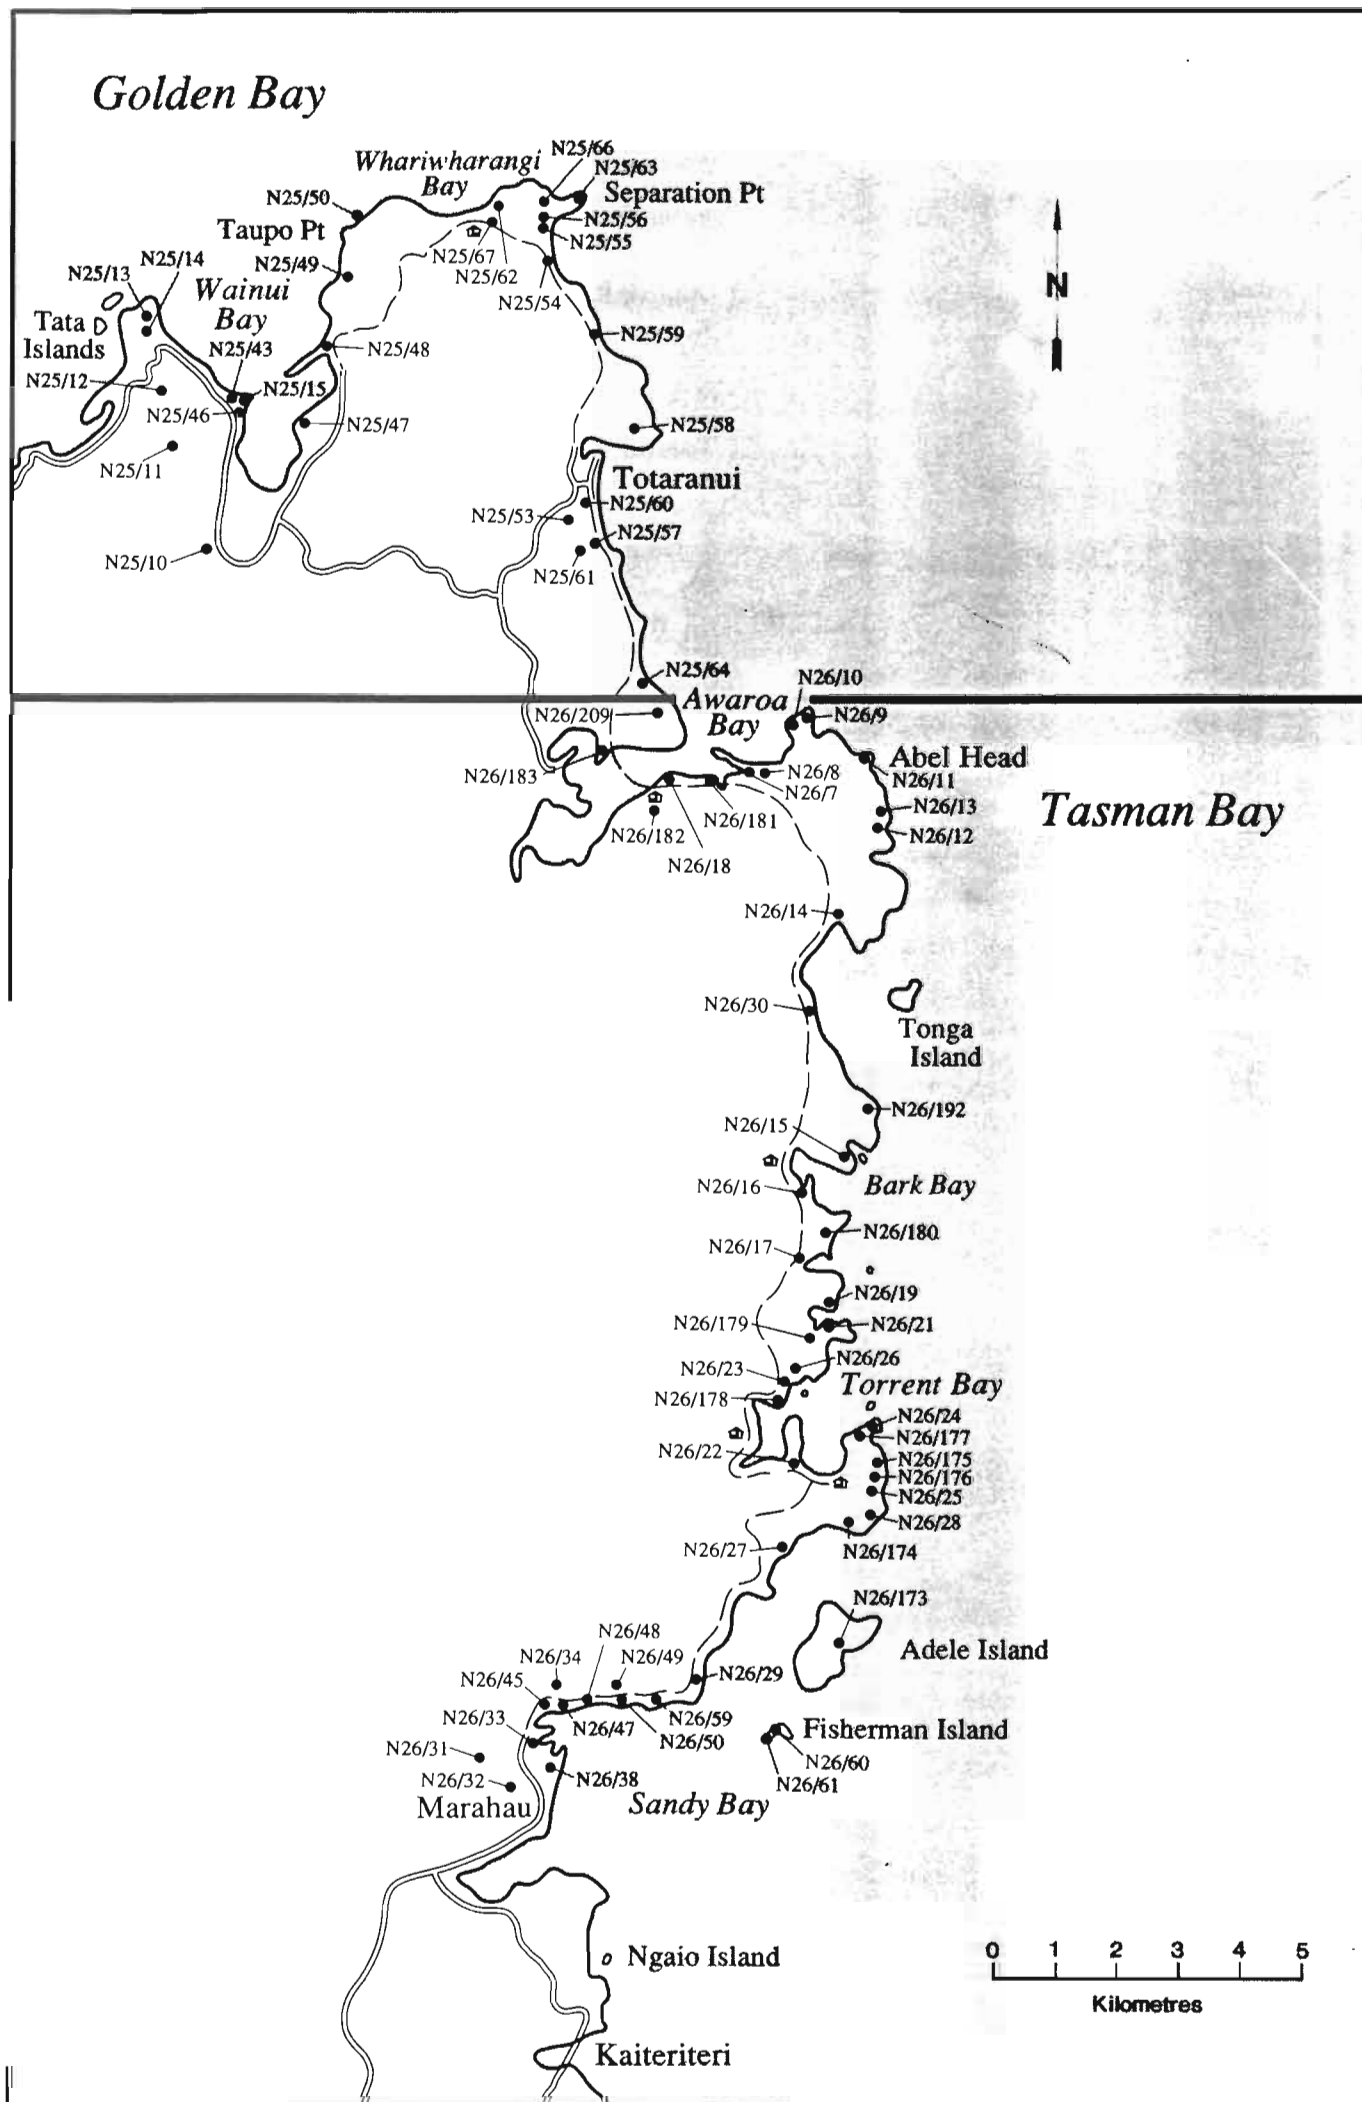 Golden Bay
Whariwharangi
Bay
N25/66
N25/63
Separation Pt
N25/50
N25/56
Taupo Pt
N25/55
N25/67
N25/62
N25/54
N25/49
N25/14
N25/13
Wainui
Bay
Tata
Islands
N25/43
N25/59
N25/48
N25/12
N25/15
N25/46
N25/47
N25/58
N25/11
Totaranui
N25/60
N25/53
N25/57
N25/10
N25/61
N
N25/64
N26/10
Awaroa
Bay
N26/209
N26/9
Abel Head
N26/183
N26/8
N26/11
N26/7
N26/13
Tasman Bay
N26/181
N26/182
N26/12
N26/18
N26/14
N26/30
Tonga
Island
N26/192
N26/15
N26/16
Bark Bay
N26/180
N26/17
N26/19
N26/179
N26/21
N26/26
N26/23
Torrent Bay
N26/178
N26/24
N26/177
N26/22
N26/175
N26/176
N26/25
N26/28
N26/27
N26/174
N26/173
N26/48
Adele Island
N26/34
N26/49
N26/45
N26/29
N26/33
N26/47
N26/59
N26/50
Fisherman Island
N26/31
N26/60
N26/32
N26/38
N26/61
Marahau
Sandy Bay
Ngaio Island
0 1 2 3 4 5
Kilometres
Kaiteriteri